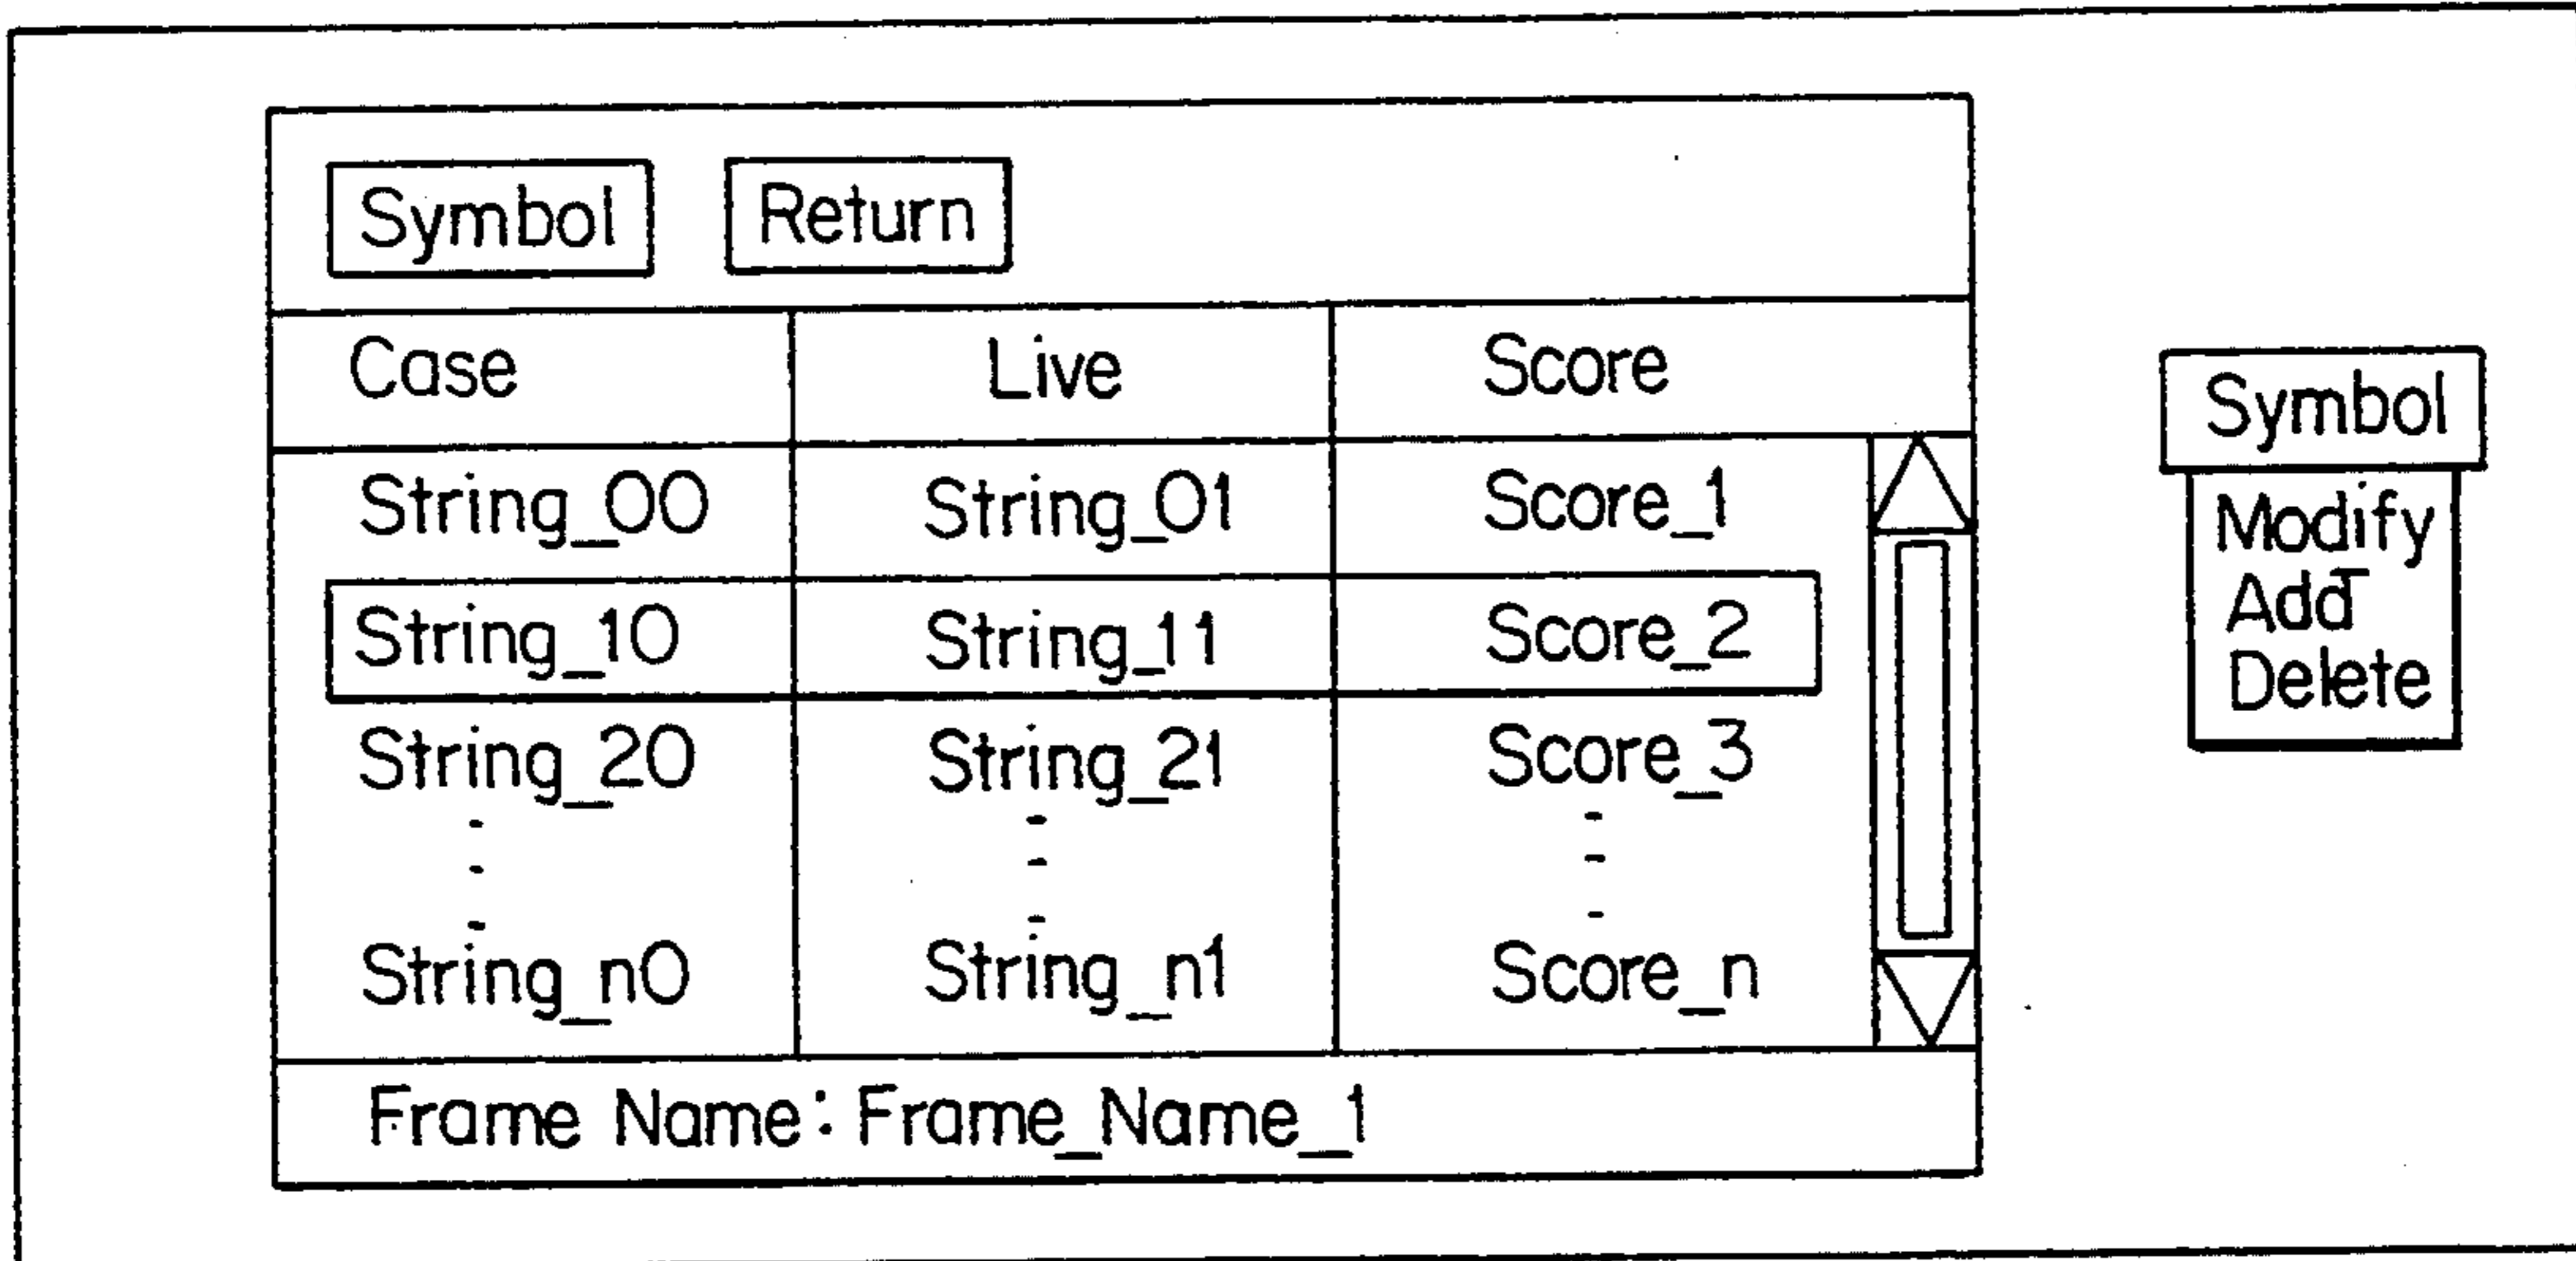 Symbol Return
Case Live Score
String_00 String_01 Score_1
String_10 String_11 Score_2
String_20 String_21 Score_3
String_n0 String_n1 Score_n
Frame Name: Frame_Name_1
Symbol
Modify
Add
Delete